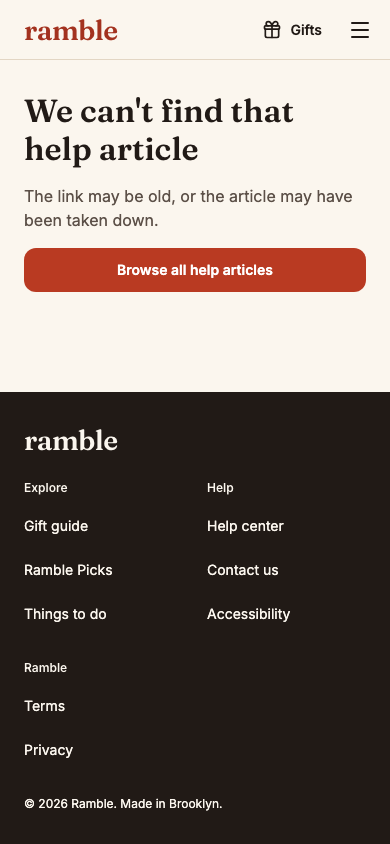 ramble
Gifts
We can't find that
help article
The link may be old, or the article may have
been taken down.
Browse all help articles
ramble
Explore
Gift guide
Ramble Picks
Things to do
Help
Help center
Contact us
Accessibility
Ramble
Terms
Privacy
© 2026 Ramble. Made in Brooklyn.